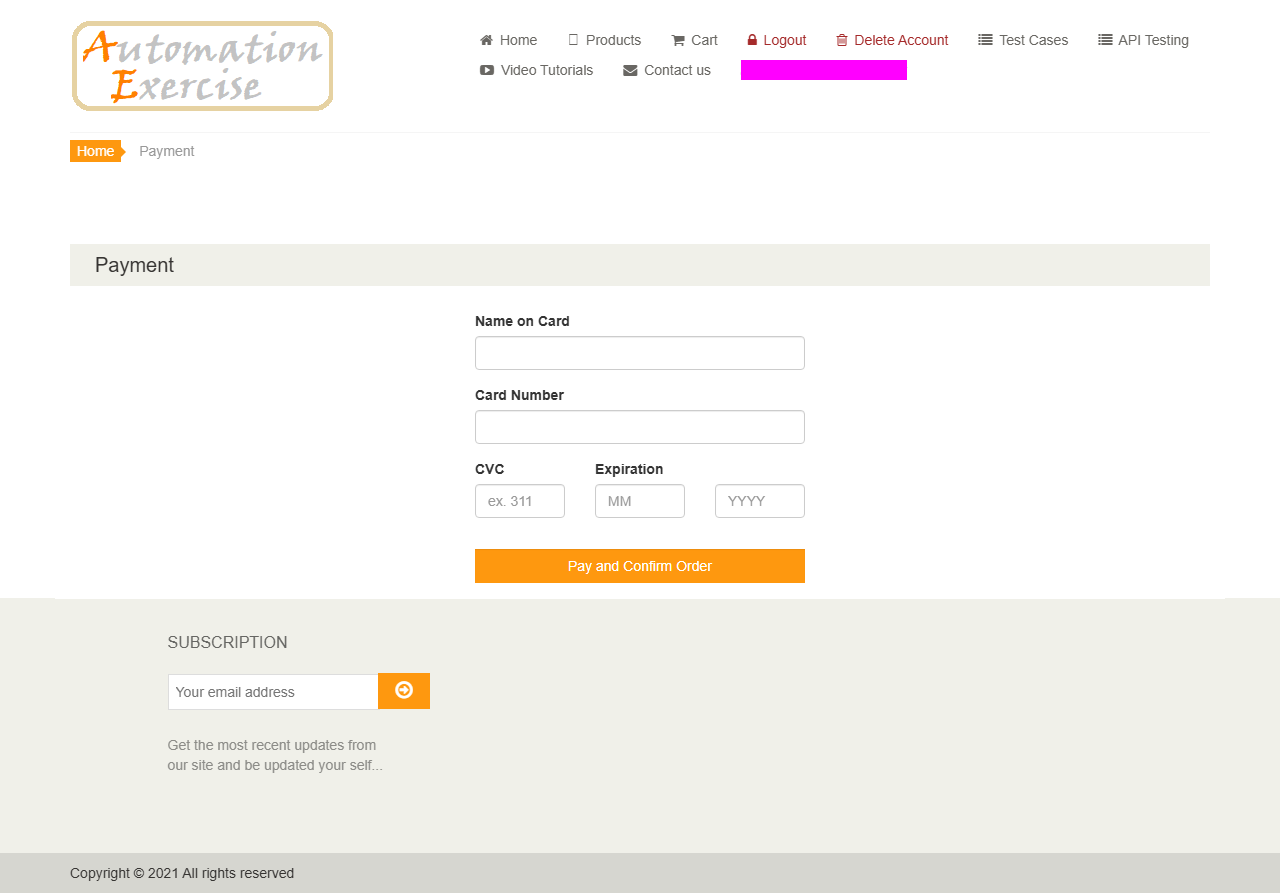 Automation
Exercise
Home Products Cart Logout Delete Account Test Cases API Testing
Video Tutorials Contact us
Home Payment
Payment
Name on Card
Card Number
CVC Expiration
ex. 311 MM YYYY
Pay and Confirm Order
SUBSCRIPTION
Your email address
Get the most recent updates from
our site and be updated your self...
Copyright © 2021 All rights reserved